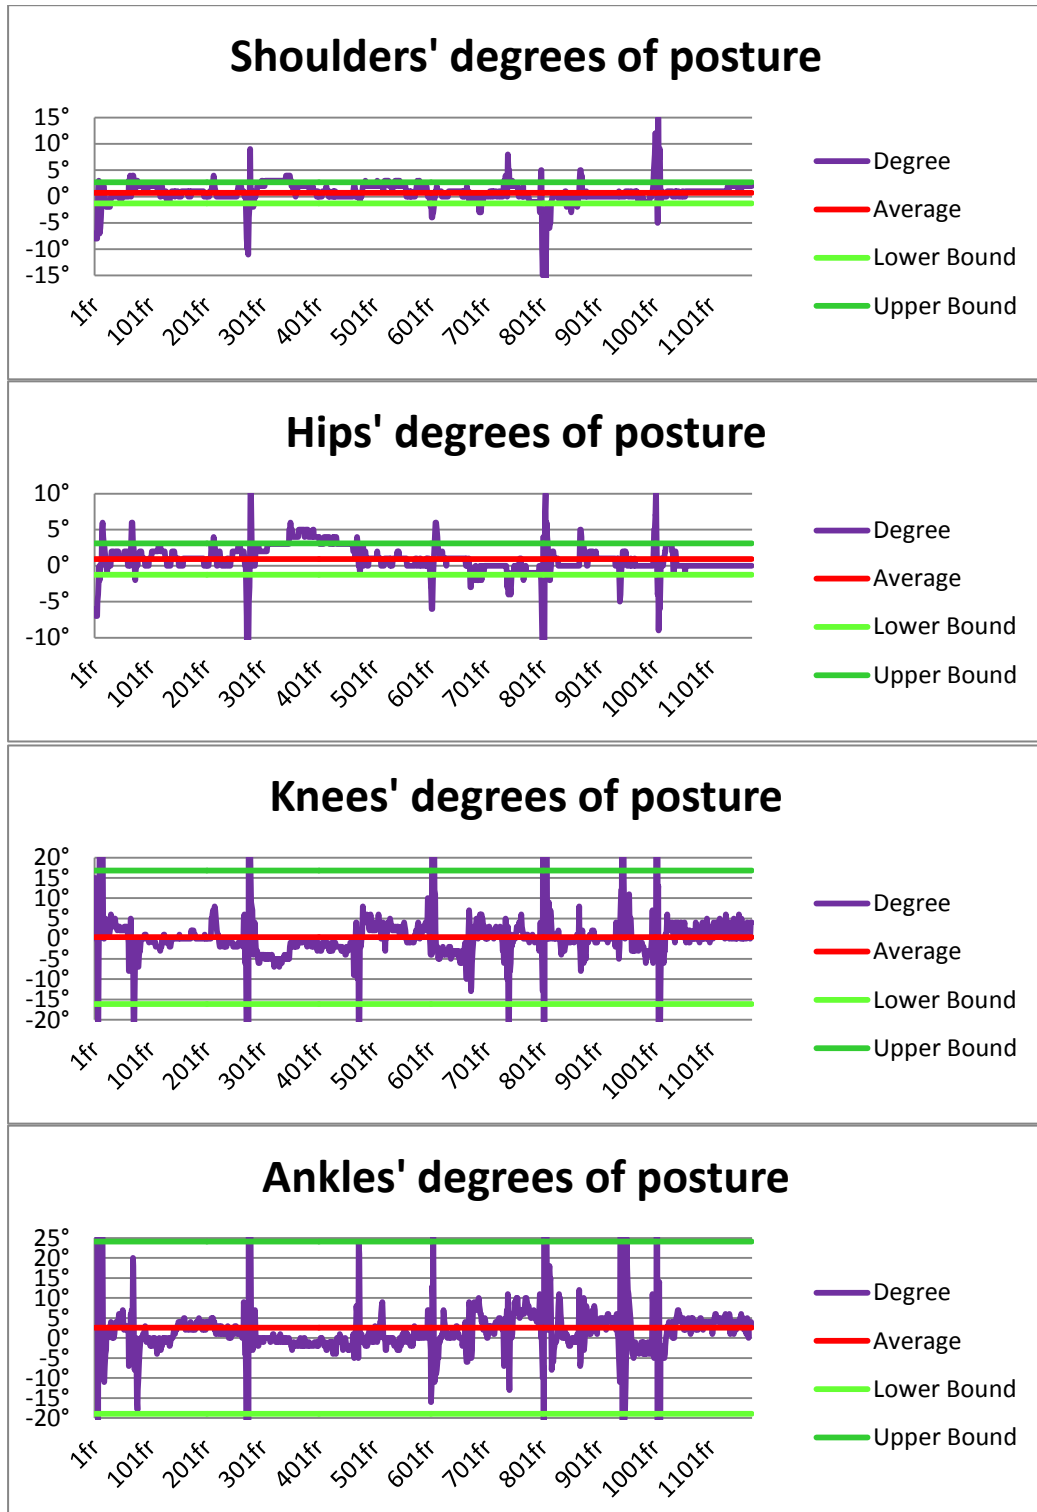 Shoulders' degrees of posture
15°
10°
5°
0°
-5°
-10°
-15°
1fr 101fr 201fr 301fr 401fr 501fr 601fr 701fr 801fr 901fr 1001fr 1101fr
Degree
Average
Lower Bound
Upper Bound
Hips' degrees of posture
10°
5°
0°
-5°
-10°
1fr 101fr 201fr 301fr 401fr 501fr 601fr 701fr 801fr 901fr 1001fr 1101fr
Degree
Average
Lower Bound
Upper Bound
Knees' degrees of posture
20°
15°
10°
5°
0°
-5°
-10°
-15°
-20°
1fr 101fr 201fr 301fr 401fr 501fr 601fr 701fr 801fr 901fr 1001fr 1101fr
Degree
Average
Lower Bound
Upper Bound
Ankles' degrees of posture
25°
20°
15°
10°
5°
0°
-5°
-10°
-15°
-20°
1fr 101fr 201fr 301fr 401fr 501fr 601fr 701fr 801fr 901fr 1001fr 1101fr
Degree
Average
Lower Bound
Upper Bound